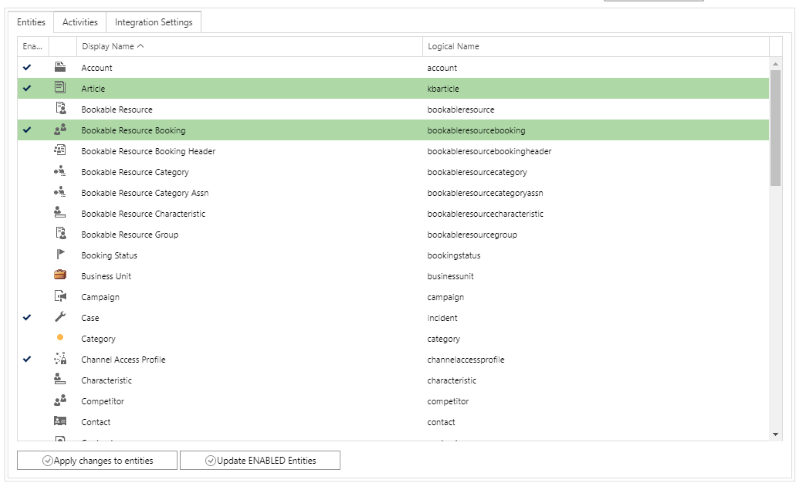 Entities Activities Integration Settings
Ena... Display Name Logical Name
Account account
Article kbarticle
Bookable Resource bookableresource
Bookable Resource Booking bookableresourcebooking
Bookable Resource Booking Header bookableresourcebookingheader
Bookable Resource Category bookableresourcecategory
Bookable Resource Category Assn bookableresourcecategoryassn
Bookable Resource Characteristic bookableresourcecharacteristic
Bookable Resource Group bookableresourcegroup
Booking Status bookingstatus
Business Unit businessunit
Campaign campaign
Case incident
Category category
Channel Access Profile channelaccessprofile
Characteristic characteristic
Competitor competitor
Contact contact
Apply changes to entities Update ENABLED Entities